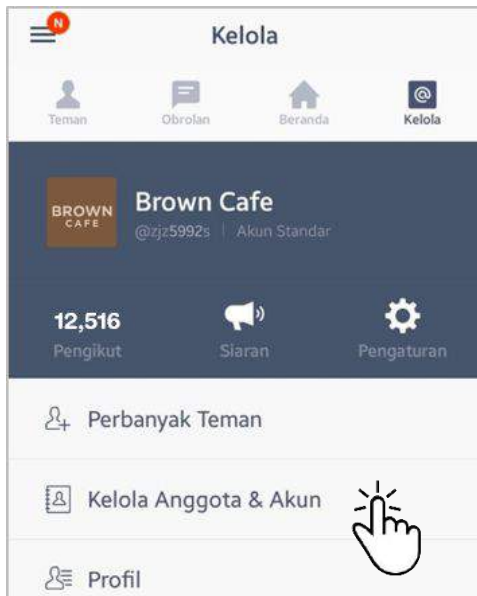 N
Kelola
Teman
Obrolan
Beranda
@
Kelola
BROWN
CAFE
Brown Cafe
@zjz5992s | Akun Standar
12,516
Pengikut
Siaran
Pengaturan
Perbanyak Teman
Kelola Anggota & Akun
Profil